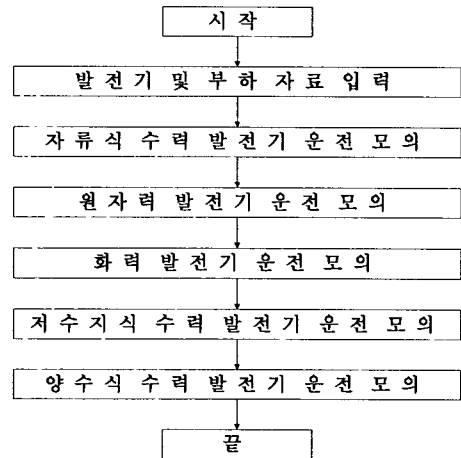 시 작
발 전 기 및 부 하 자 료 입 력
자 류 식 수 력 발 전 기 운 전 모 의
원 자 력 발 전 기 운 전 모 의
화 력 발 전 기 운 전 모 의
저 수 지 식 수 력 발 전 기 운 전 모 의
양 수 식 수 력 발 전 기 운 전 모 의
끝